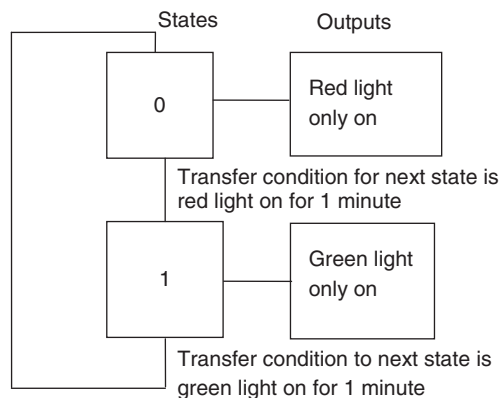 States
Outputs
0
Red light
only on
Transfer condition for next state is
red light on for 1 minute
1
Green light
only on
Transfer condition to next state is
green light on for 1 minute